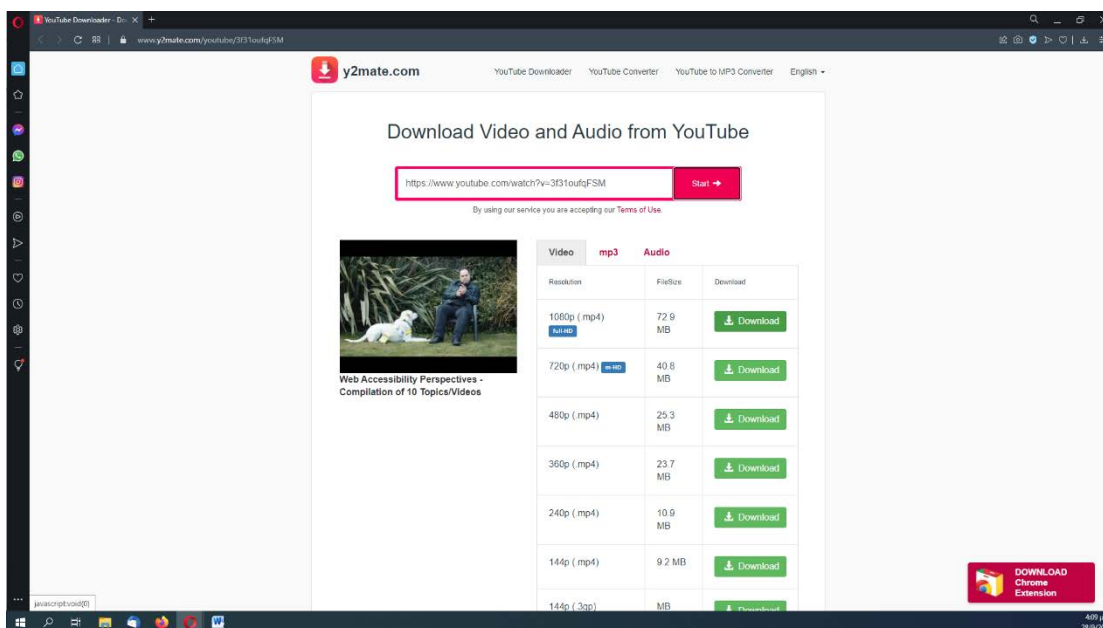 YouTube Downloader - Do
www.y2mate.com/youtube/3f31oufqFSM
y2mate.com
YouTube Downloader YouTube Converter YouTube to MP3 Converter English
Download Video and Audio from YouTube
https://www.youtube.com/watch?v=3f31oufqFSM Start
By using our service you are accepting our Terms of Use.
Video mp3 Audio
Resolution FileSize Download
1080p (.mp4) 72.9 Download
full-HD MB
720p (.mp4) m-HD 40.8 Download
MB
Web Accessibility Perspectives -
Compilation of 10 Topics/Videos
480p (.mp4) 25.3 Download
MB
360p (.mp4) 23.7 Download
MB
240p (.mp4) 10.9 Download
MB
144p (.mp4) 9.2 MB Download
DOWNLOAD
Chrome
Extension
144p (.3gp) MB Download
javascript:void(0)
4:09